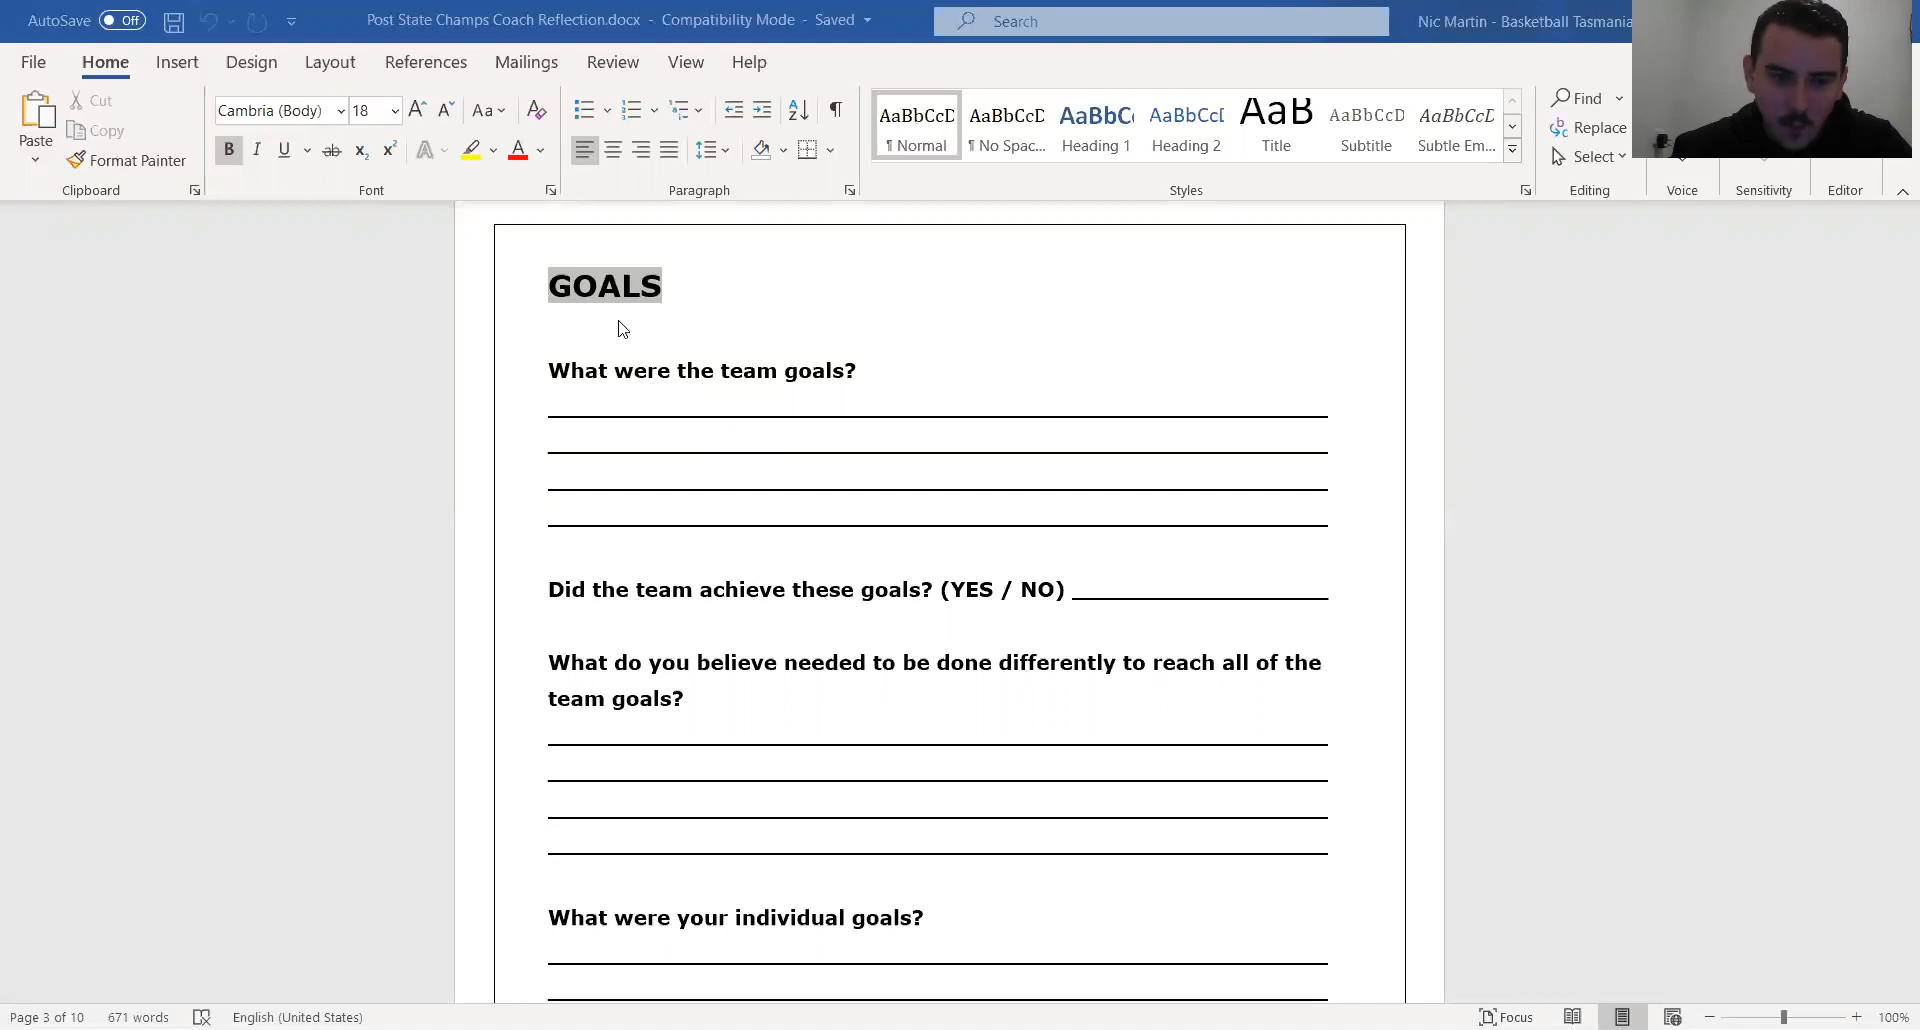 AutoSave Off Post State Champs Coach Reflection.docx - Compatibility Mode - Saved Search Nic Martin - Basketball Tasmania
File Home Insert Design Layout References Mailings Review View Help
Paste
Cut
Copy
Format Painter
Clipboard
Cambria (Body) 18 A A Aa A
B I U ab x₂ x² A A
Font
Paragraph
AaBbCcD AaBbCcD AaBbC AaBbCcD AaB AaBbCcD AaBbCcD
¶ Normal ¶ No Spac... Heading 1 Heading 2 Title Subtitle Subtle Em...
Styles
Find
Replace
Select
Editing Voice Sensitivity Editor
GOALS
What were the team goals?
Did the team achieve these goals? (YES / NO)
What do you believe needed to be done differently to reach all of the
team goals?
What were your individual goals?
Page 3 of 10 671 words English (United States) Focus 100%